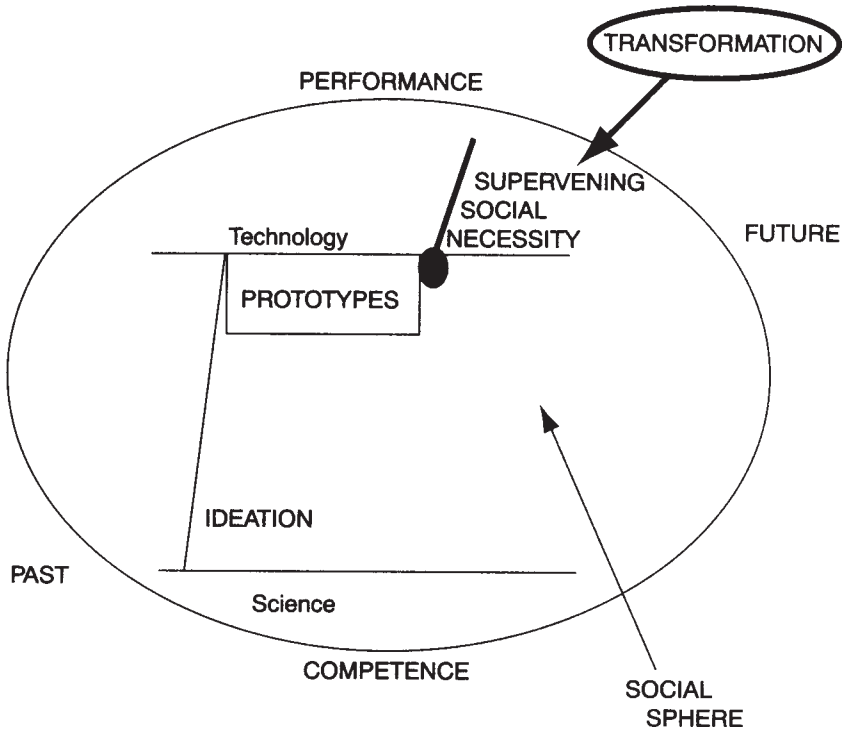 TRANSFORMATION
PERFORMANCE
SUPERVENING
SOCIAL
NECESSITY
FUTURE
Technology
PROTOTYPES
IDEATION
PAST
Science
COMPETENCE
SOCIAL
SPHERE